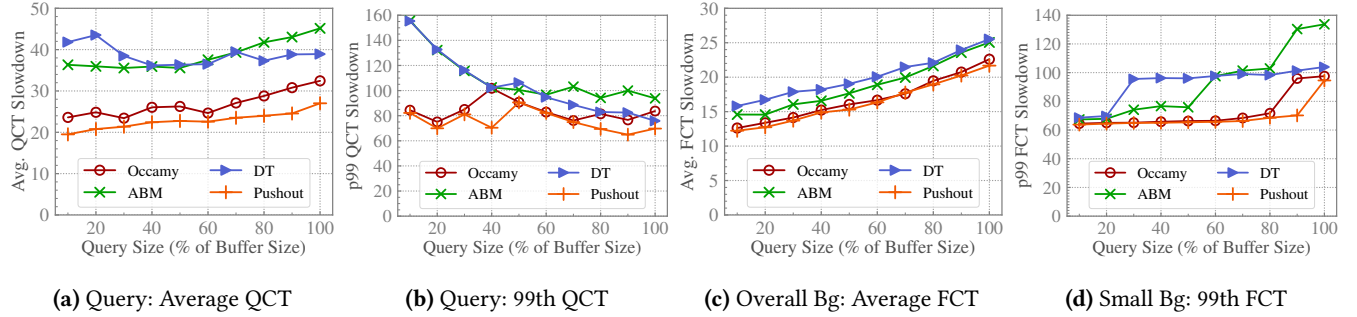 Avg. QCT Slowdown
50
40
30
20
10
0
Occamy
ABM
DT
Pushout
20 40 60 80 100
Query Size (% of Buffer Size)
(a) Query: Average QCT
p99 QCT Slowdown
160
140
120
100
80
60
40
20
0
Occamy
ABM
DT
Pushout
20 40 60 80 100
Query Size (% of Buffer Size)
(b) Query: 99th QCT
Avg. FCT Slowdown
30
25
20
15
10
5
0
Occamy
ABM
DT
Pushout
20 40 60 80 100
Query Size (% of Buffer Size)
(c) Overall Bg: Average FCT
p99 FCT Slowdown
140
120
100
80
60
40
20
0
Occamy
ABM
DT
Pushout
20 40 60 80 100
Query Size (% of Buffer Size)
(d) Small Bg: 99th FCT